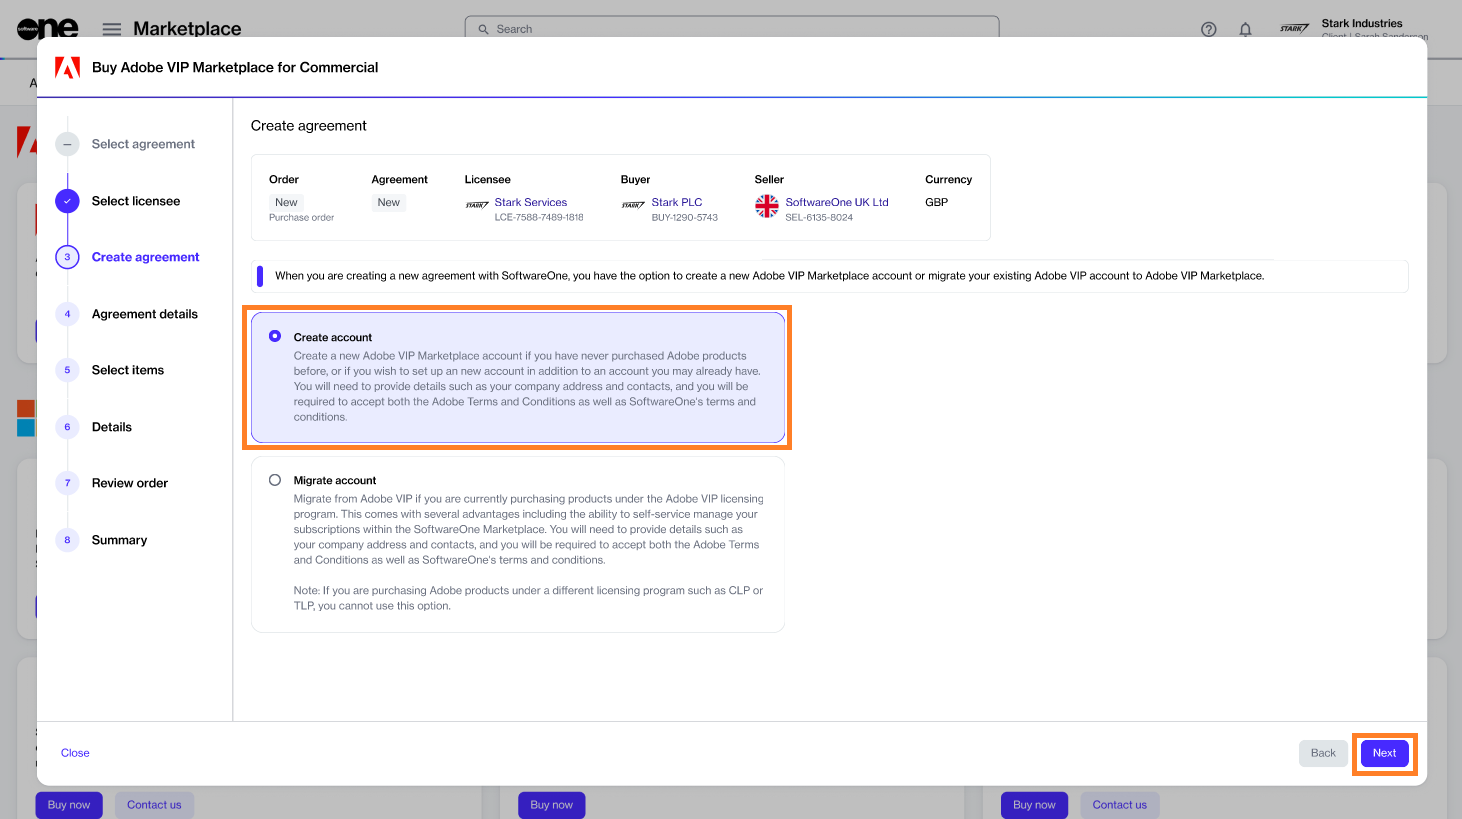 software one
Marketplace
Search
Stark Industries
Client | Sarah Sanderson
Buy Adobe VIP Marketplace for Commercial
Select agreement
Select licensee
3 Create agreement
4 Agreement details
5 Select items
6 Details
7 Review order
8 Summary
Create agreement
Order Agreement Licensee Buyer Seller Currency
New New STARK Stark Services STARK Stark PLC SoftwareOne UK Ltd GBP
Purchase order LCE-7588-7489-1818 BUY-1290-5743 SEL-6135-8024
When you are creating a new agreement with SoftwareOne, you have the option to create a new Adobe VIP Marketplace account or migrate your existing Adobe VIP account to Adobe VIP Marketplace.
Create account
Create a new Adobe VIP Marketplace account if you have never purchased Adobe products
before, or if you wish to set up an new account in addition to an account you may already have.
You will need to provide details such as your company address and contacts, and you will be
required to accept both the Adobe Terms and Conditions as well as SoftwareOne's terms and
conditions.
Migrate account
Migrate from Adobe VIP if you are currently purchasing products under the Adobe VIP licensing
program. This comes with several advantages including the ability to self-service manage your
subscriptions within the SoftwareOne Marketplace. You will need to provide details such as
your company address and contacts, and you will be required to accept both the Adobe Terms
and Conditions as well as SoftwareOne's terms and conditions.
Note: If you are purchasing Adobe products under a different licensing program such as CLP or
TLP, you cannot use this option.
Close
Back
Next
Buy now Contact us Buy now Buy now Contact us